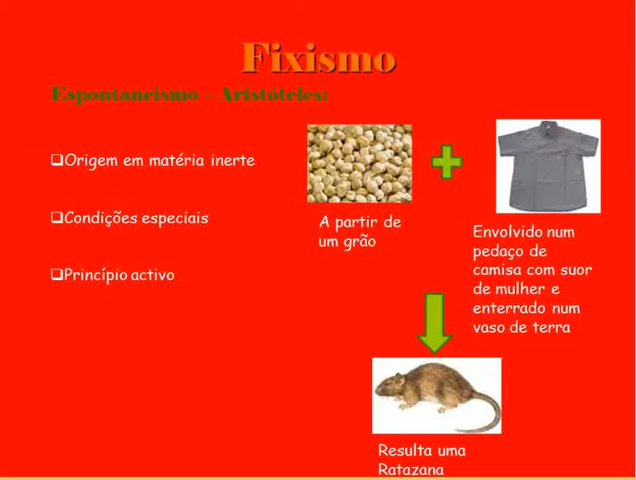 Fixismo
Espontaneismo – Aristóteles:
❑Origem em matéria inerte
❑Condições especiais
❑Princípio activo
A partir de
um grão
Envolvido num
pedaço de
camisa com suor
de mulher e
enterrado num
vaso de terra
Resulta uma
Ratazana